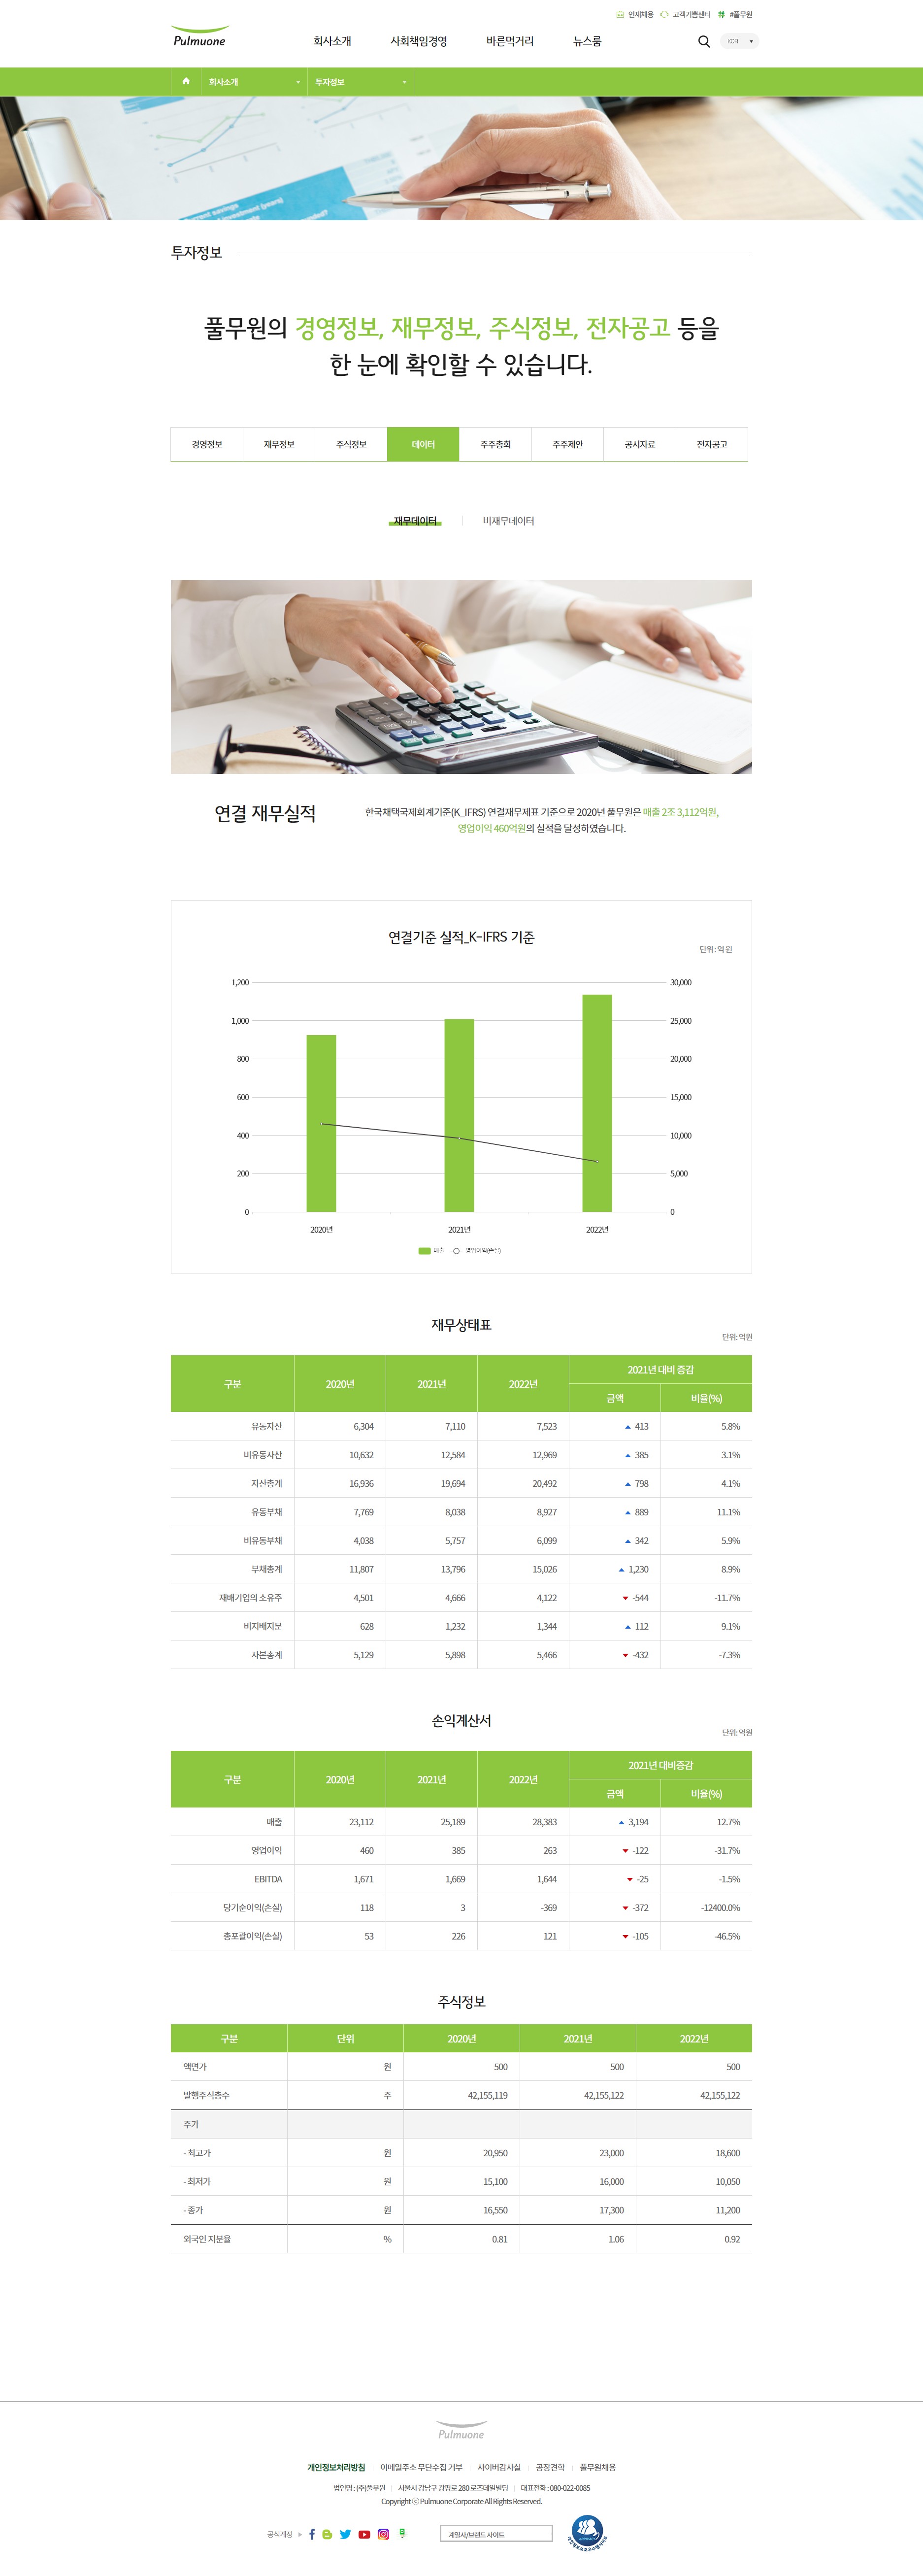 인재채용 고객기쁨센터 #풀무원
Pulmuone 회사소개 사회책임경영 바른먹거리 뉴스룸 KOR
회사소개 투자정보
투자정보
풀무원의 경영정보, 재무정보, 주식정보, 전자공고 등을
한 눈에 확인할 수 있습니다.
경영정보 재무정보 주식정보 데이터 주주총회 주주제안 공시자료 전자공고
재무데이터 비재무데이터
연결 재무실적
한국채택국제회계기준(K_IFRS) 연결재무제표 기준으로 2020년 풀무원은 매출 2조 3,112억원,
영업이익 460억원의 실적을 달성하였습니다.
연결기준 실적_K-IFRS 기준
단위 : 억 원
1,200 30,000
1,000 25,000
800 20,000
600 15,000
400 10,000
200 5,000
0 0
2020년 2021년 2022년
매출 영업이익(손실)
재무상태표
단위: 억원
구분 2020년 2021년 2022년 2021년 대비 증감
금액 비율(%)
유동자산 6,304 7,110 7,523 ▲ 413 5.8%
비유동자산 10,632 12,584 12,969 ▲ 385 3.1%
자산총계 16,936 19,694 20,492 ▲ 798 4.1%
유동부채 7,769 8,038 8,927 ▲ 889 11.1%
비유동부채 4,038 5,757 6,099 ▲ 342 5.9%
부채총계 11,807 13,796 15,026 ▲ 1,230 8.9%
재배기업의 소유주 4,501 4,666 4,122 ▼ -544 -11.7%
비지배지분 628 1,232 1,344 ▲ 112 9.1%
자본총계 5,129 5,898 5,466 ▼ -432 -7.3%
손익계산서
단위: 억원
구분 2020년 2021년 2022년 2021년 대비증감
금액 비율(%)
매출 23,112 25,189 28,383 ▲ 3,194 12.7%
영업이익 460 385 263 ▼ -122 -31.7%
EBITDA 1,671 1,669 1,644 ▼ -25 -1.5%
당기순이익(손실) 118 3 -369 ▼ -372 -12400.0%
총포괄이익(손실) 53 226 121 ▼ -105 -46.5%
주식정보
구분 단위 2020년 2021년 2022년
액면가 원 500 500 500
발행주식총수 주 42,155,119 42,155,122 42,155,122
주가
- 최고가 원 20,950 23,000 18,600
- 최저가 원 15,100 16,000 10,050
- 종가 원 16,550 17,300 11,200
외국인 지분율 % 0.81 1.06 0.92
Pulmuone
개인정보처리방침 이메일주소 무단수집 거부 사이버감사실 공장견학 풀무원채용
법인명 : (주)풀무원 서울시 강남구 광평로 280 로즈데일빌딩 대표전화 : 080-022-0085
Copyright ⓒ Pulmuone Corporate All Rights Reserved.
공식계정 계열사/브랜드 사이트